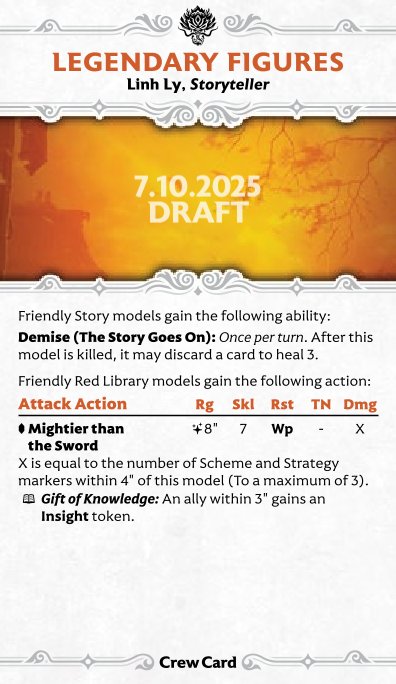 LEGENDARY FIGURES
Linh Ly, Storyteller
7.10.2025
DRAFT
Friendly Story models gain the following ability:
Demise (The Story Goes On): Once per turn. After this
model is killed, it may discard a card to heal 3.
Friendly Red Library models gain the following action:
Attack Action Rg Skl Rst TN Dmg
Mightier than 8" 7 Wp - X
the Sword
X is equal to the number of Scheme and Strategy
markers within 4" of this model (To a maximum of 3).
Gift of Knowledge: An ally within 3" gains an
Insight token.
Crew Card